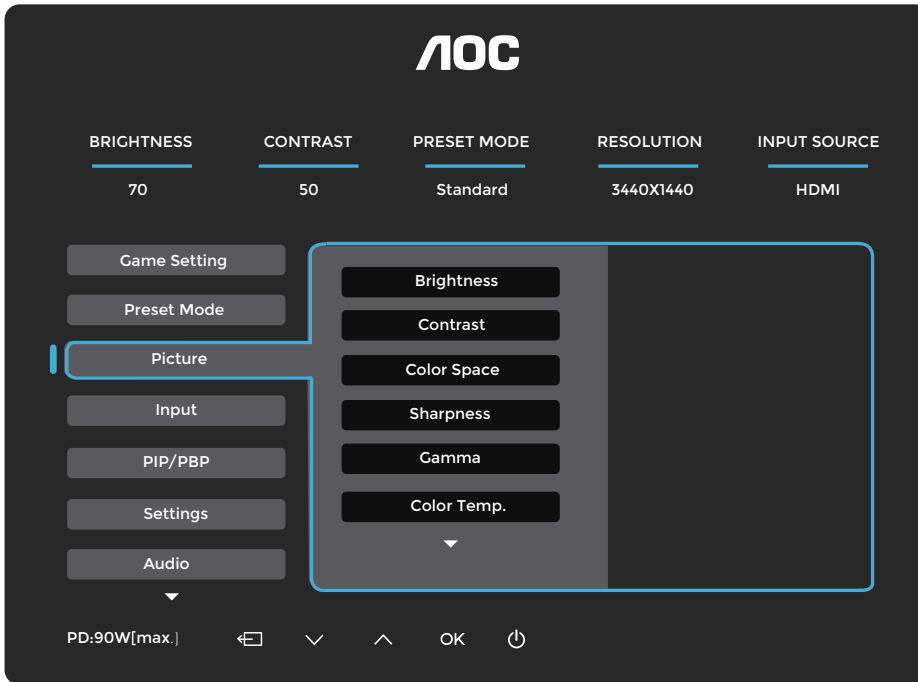 AOC
BRIGHTNESS CONTRAST PRESET MODE RESOLUTION INPUT SOURCE
70 50 Standard 3440X1440 HDMI
Game Setting
Preset Mode
Picture
Input
PIP/PBP
Settings
Audio
Brightness
Contrast
Color Space
Sharpness
Gamma
Color Temp.
PD:90W[max.] OK